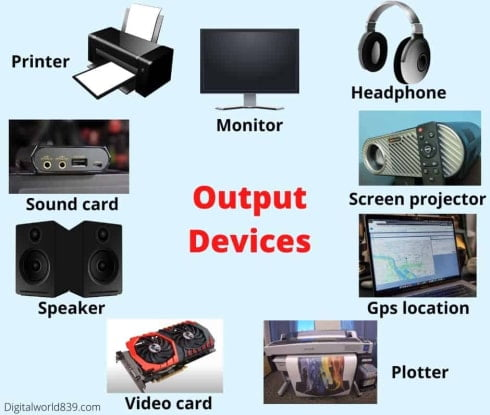 Printer
Monitor
Headphone
Sound card
Output
Devices
Screen projector
Speaker
Gps location
Video card
Plotter
Digitalworld839.com